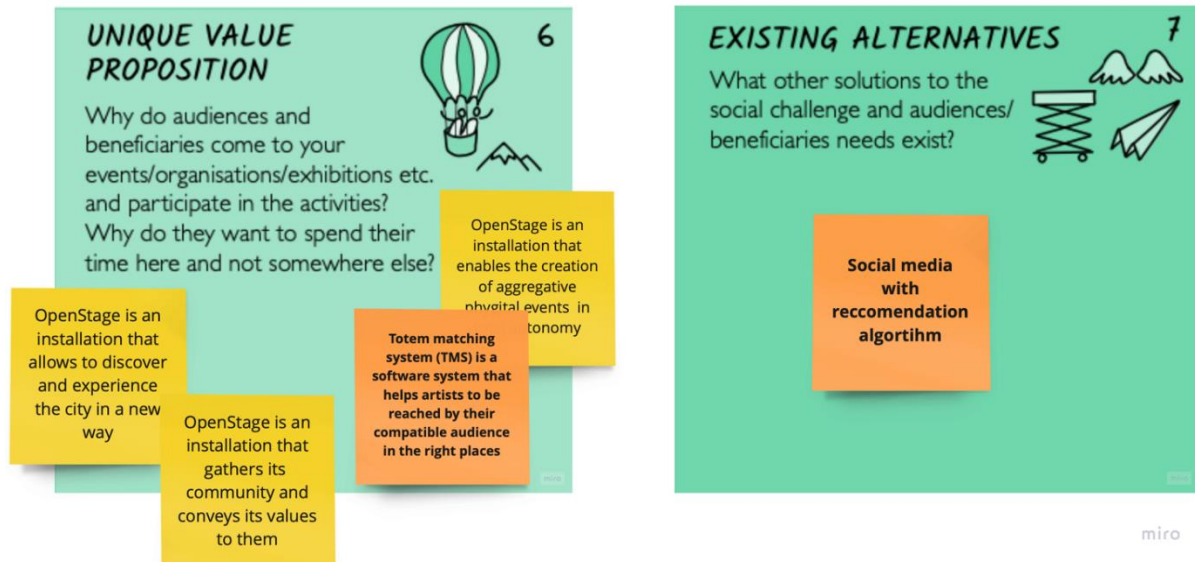 UNIQUE VALUE
PROPOSITION
6
Why do audiences and
beneficiaries come to your
events/organisations/exhibitions etc.
and participate in the activities?
Why do they want to spend their
time here and not somewhere else?
OpenStage is an
installation that
enables the creation
of aggregative
phygital events in
tonomy
OpenStage is an
installation that
allows to discover
and experience
the city in a new
way
OpenStage is an
installation that
gathers its
community and
conveys its values
to them
Totem matching
system (TMS) is a
software system that
helps artists to be
reached by their
compatible audience
in the right places
miro
EXISTING ALTERNATIVES
7
What other solutions to the
social challenge and audiences/
beneficiaries needs exist?
Social media
with
reccomendation
algortihm
miro
miro